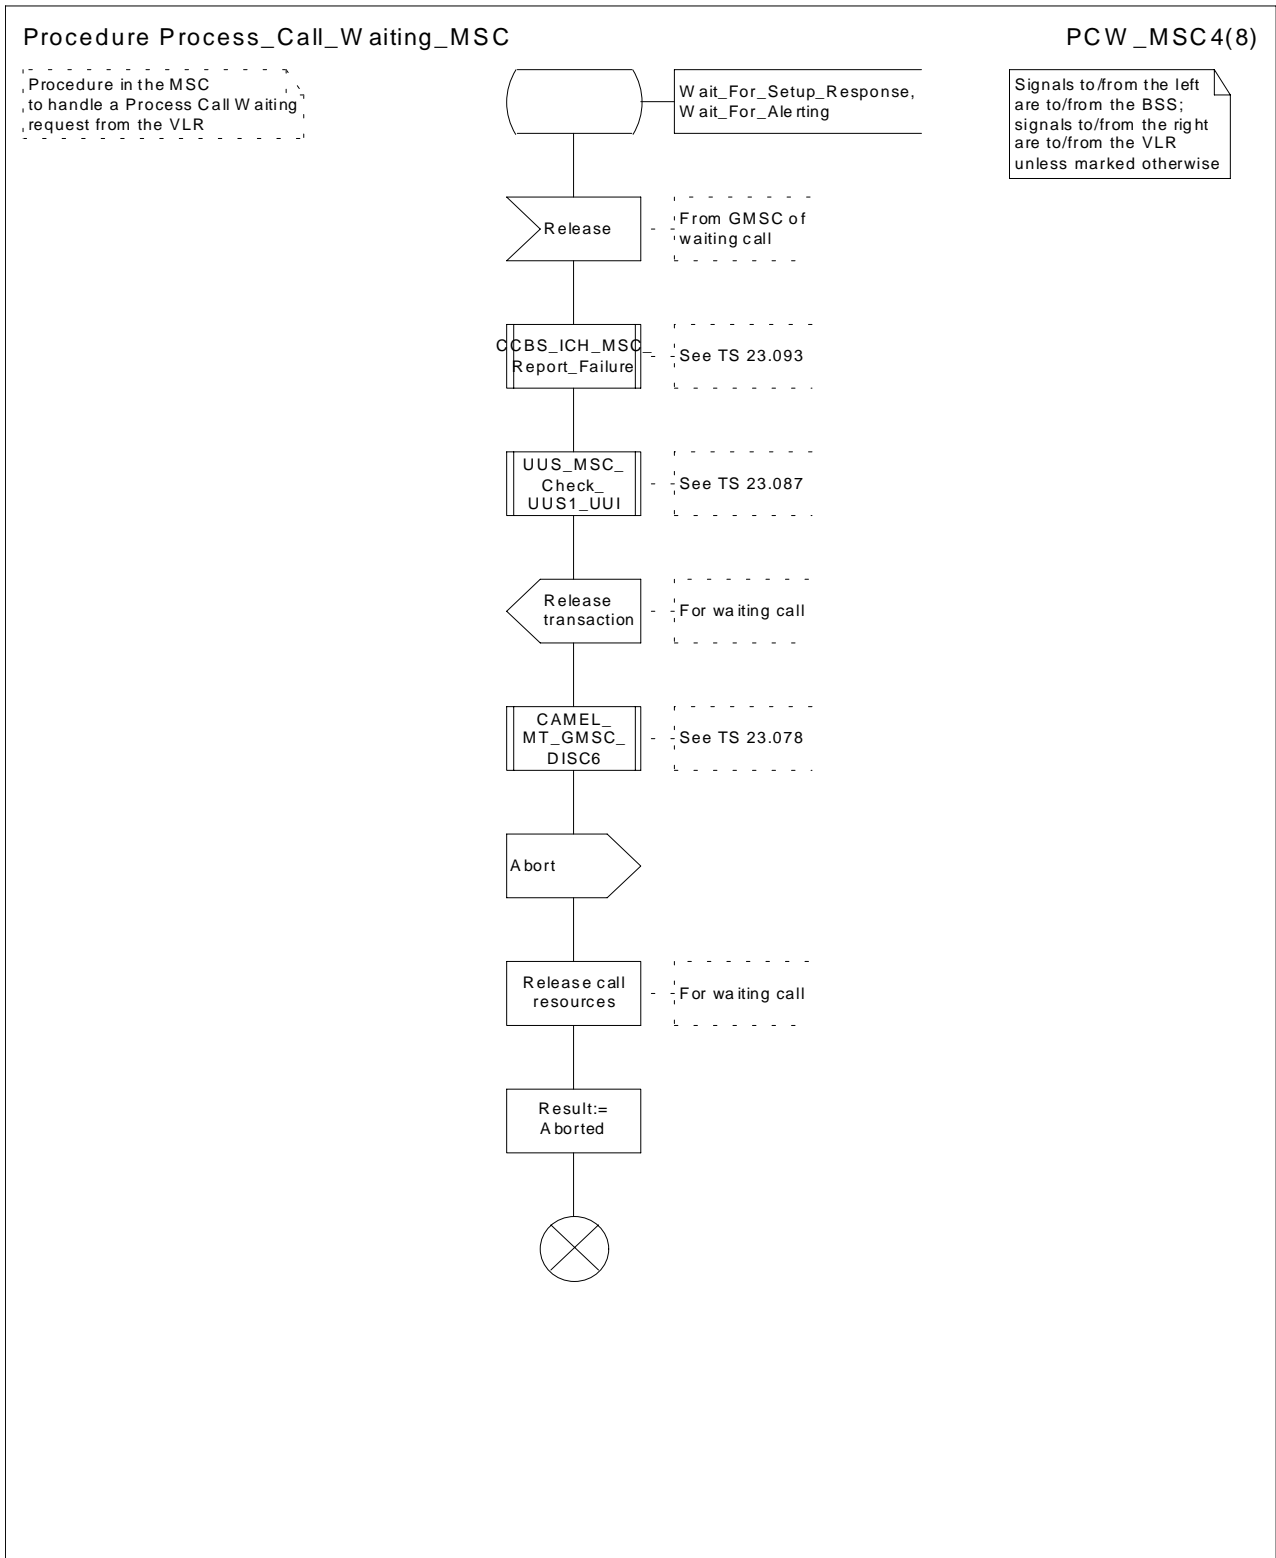 Procedure Process_Call_Waiting_MSC
PCW_MSC4(8)
Procedure in the MSC
to handle a Process Call Waiting
request from the VLR
Wait_For_Setup_Response,
Wait_For_Alerting
Signals to/from the left
are to/from the BSS;
signals to/from the right
are to/from the VLR
unless marked otherwise
Release
From GMSC of
waiting call
CCBS_ICH_MSC_
Report_Failure
See TS 23.093
UUS_MSC_
Check_
UUS1_UUI
See TS 23.087
Release
transaction
For waiting call
CAMEL_
MT_GMSC_
DISC6
See TS 23.078
Abort
Release call
resources
For waiting call
Result:=
Aborted